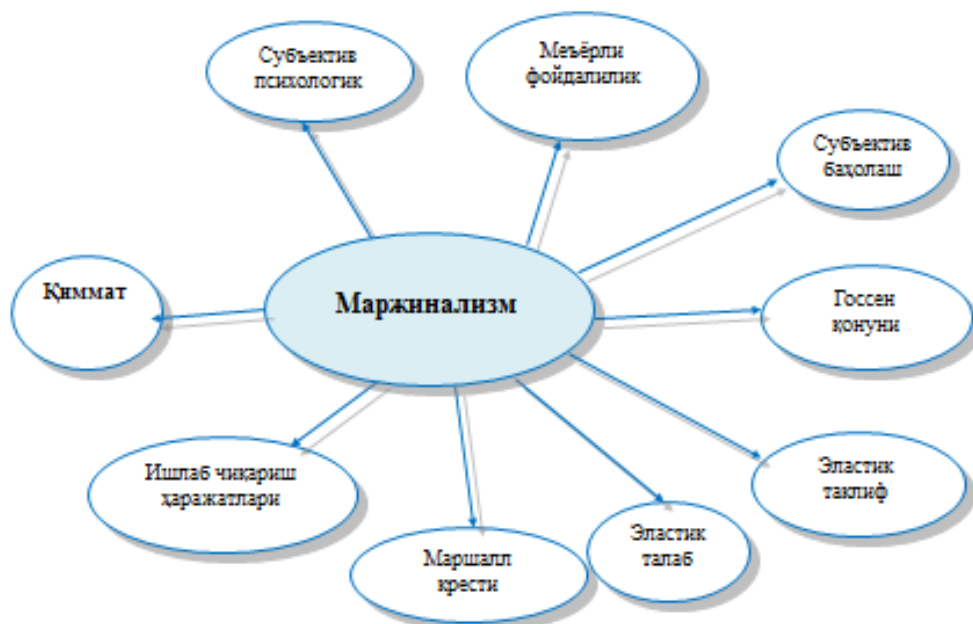 Субъектив
психологик
Меъёрли
фойдалилик
Субъектив
баҳолаш
Қиммат
Маржинализм
Госсен
қонуни
Ишлаб чиқариш
ҳаражатлари
Маршалл
крести
Эластик
талаб
Эластик
таклиф